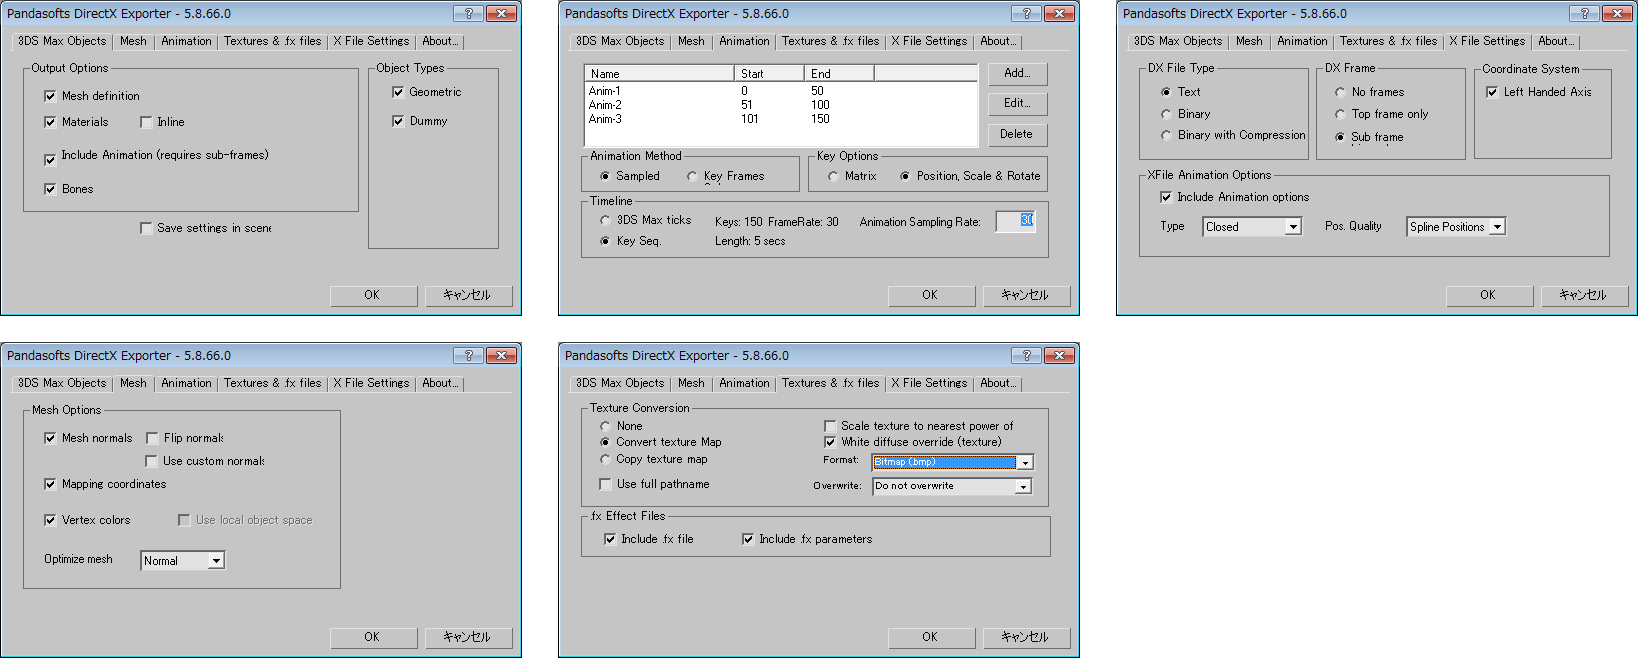 Pandasofts DirectX Exporter - 5.8.66.0
3DS Max Objects Mesh Animation Textures & .fx files X File Settings About...
Output Options
Mesh definition
Materials Inline
Include Animation (requires sub-frames)
Bones
Save settings in scene
Object Types
Geometric
Dummy
OK キャンセル
Pandasofts DirectX Exporter - 5.8.66.0
3DS Max Objects Mesh Animation Textures & .fx files X File Settings About...
Name Start End
Anim-1 0 50
Anim-2 51 100
Anim-3 101 150
Add...
Edit...
Delete
Animation Method
Sampled Key Frames
Key Options
Matrix Position, Scale & Rotate
Timeline
3DS Max ticks Keys: 150 FrameRate: 30 Animation Sampling Rate: 30
Key Seq. Length: 5 secs
OK キャンセル
Pandasofts DirectX Exporter - 5.8.66.0
3DS Max Objects Mesh Animation Textures & .fx files X File Settings About...
DX File Type
Text
Binary
Binary with Compression
DX Frame
No frames
Top frame only
Sub frame
Coordinate System
Left Handed Axis
XFile Animation Options
Include Animation options
Type Closed Pos. Quality Spline Positions
OK キャンセル
Pandasofts DirectX Exporter - 5.8.66.0
3DS Max Objects Mesh Animation Textures & .fx files X File Settings About...
Mesh Options
Mesh normals Flip normals
Use custom normals
Mapping coordinates
Vertex colors Use local object space
Optimize mesh Normal
OK キャンセル
Pandasofts DirectX Exporter - 5.8.66.0
3DS Max Objects Mesh Animation Textures & .fx files X File Settings About...
Texture Conversion
None
Convert texture Map
Copy texture map
Use full pathname
Scale texture to nearest power of
White diffuse override (texture)
Format: Bitmap (.bmp)
Overwrite: Do not overwrite
.fx Effect Files
Include .fx file Include .fx parameters
OK キャンセル